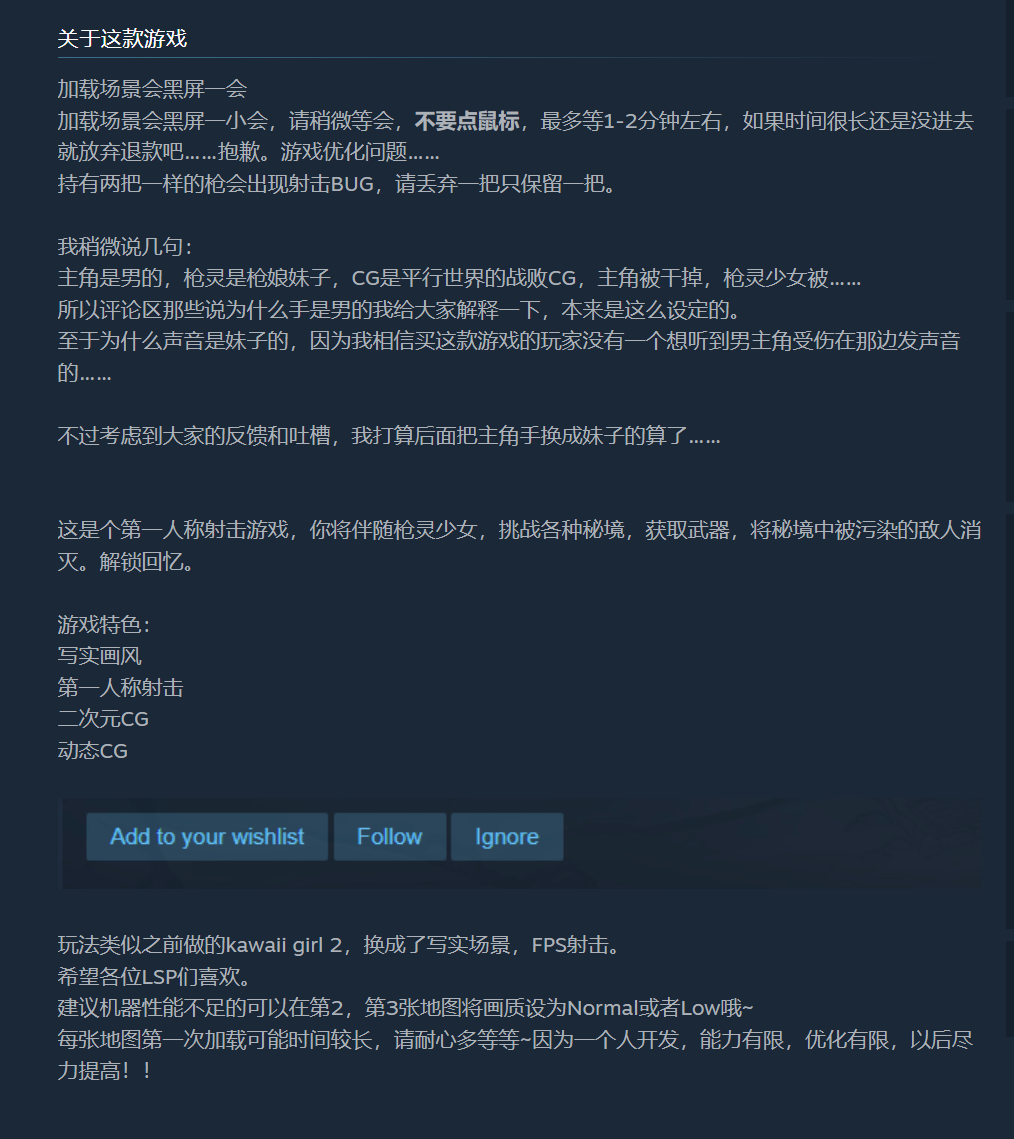 关于这款游戏
加载场景会黑屏一会
加载场景会黑屏一小会，请稍微等会，不要点鼠标，最多等1-2分钟左右，如果时间很长还是没进去
就放弃退款吧……抱歉。游戏优化问题……
持有两把一样的枪会出现射击BUG，请丢弃一把只保留一把。
我稍微说几句：
主角是男的，枪灵是枪娘妹子，CG是平行世界的战败CG，主角被干掉，枪灵少女被……
所以评论区那些说为什么手是男的我给大家解释一下，本来是这么设定的。
至于为什么声音是妹子的，因为我相信买这款游戏的玩家没有一个想听到男主角受伤在那边发声音
的……
不过考虑到大家的反馈和吐槽，我打算后面把主角手换成妹子的算了……
这是个第一人称射击游戏，你将伴随枪灵少女，挑战各种秘境，获取武器，将秘境中被污染的敌人消
灭。解锁回忆。
游戏特色：
写实画风
第一人称射击
二次元CG
动态CG
Add to your wishlist Follow Ignore
玩法类似之前做的kawaii girl 2，换成了写实场景，FPS射击。
希望各位LSP们喜欢。
建议机器性能不足的可以在第2，第3张地图将画质设为Normal或者Low哦~
每张地图第一次加载可能时间较长，请耐心多等等~因为一个人开发，能力有限，优化有限，以后尽
力提高！！